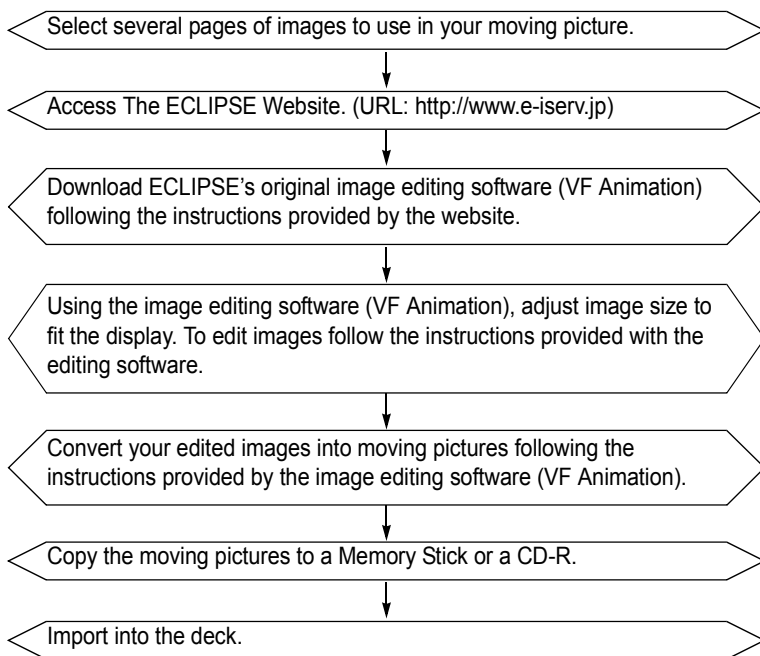 Select several pages of images to use in your moving picture.
Access The ECLIPSE Website. (URL: http://www.e-iserv.jp)
Download ECLIPSE's original image editing software (VF Animation)
following the instructions provided by the website.
Using the image editing software (VF Animation), adjust image size to
fit the display. To edit images follow the instructions provided with the
editing software.
Convert your edited images into moving pictures following the
instructions provided by the image editing software (VF Animation).
Copy the moving pictures to a Memory Stick or a CD-R.
Import into the deck.